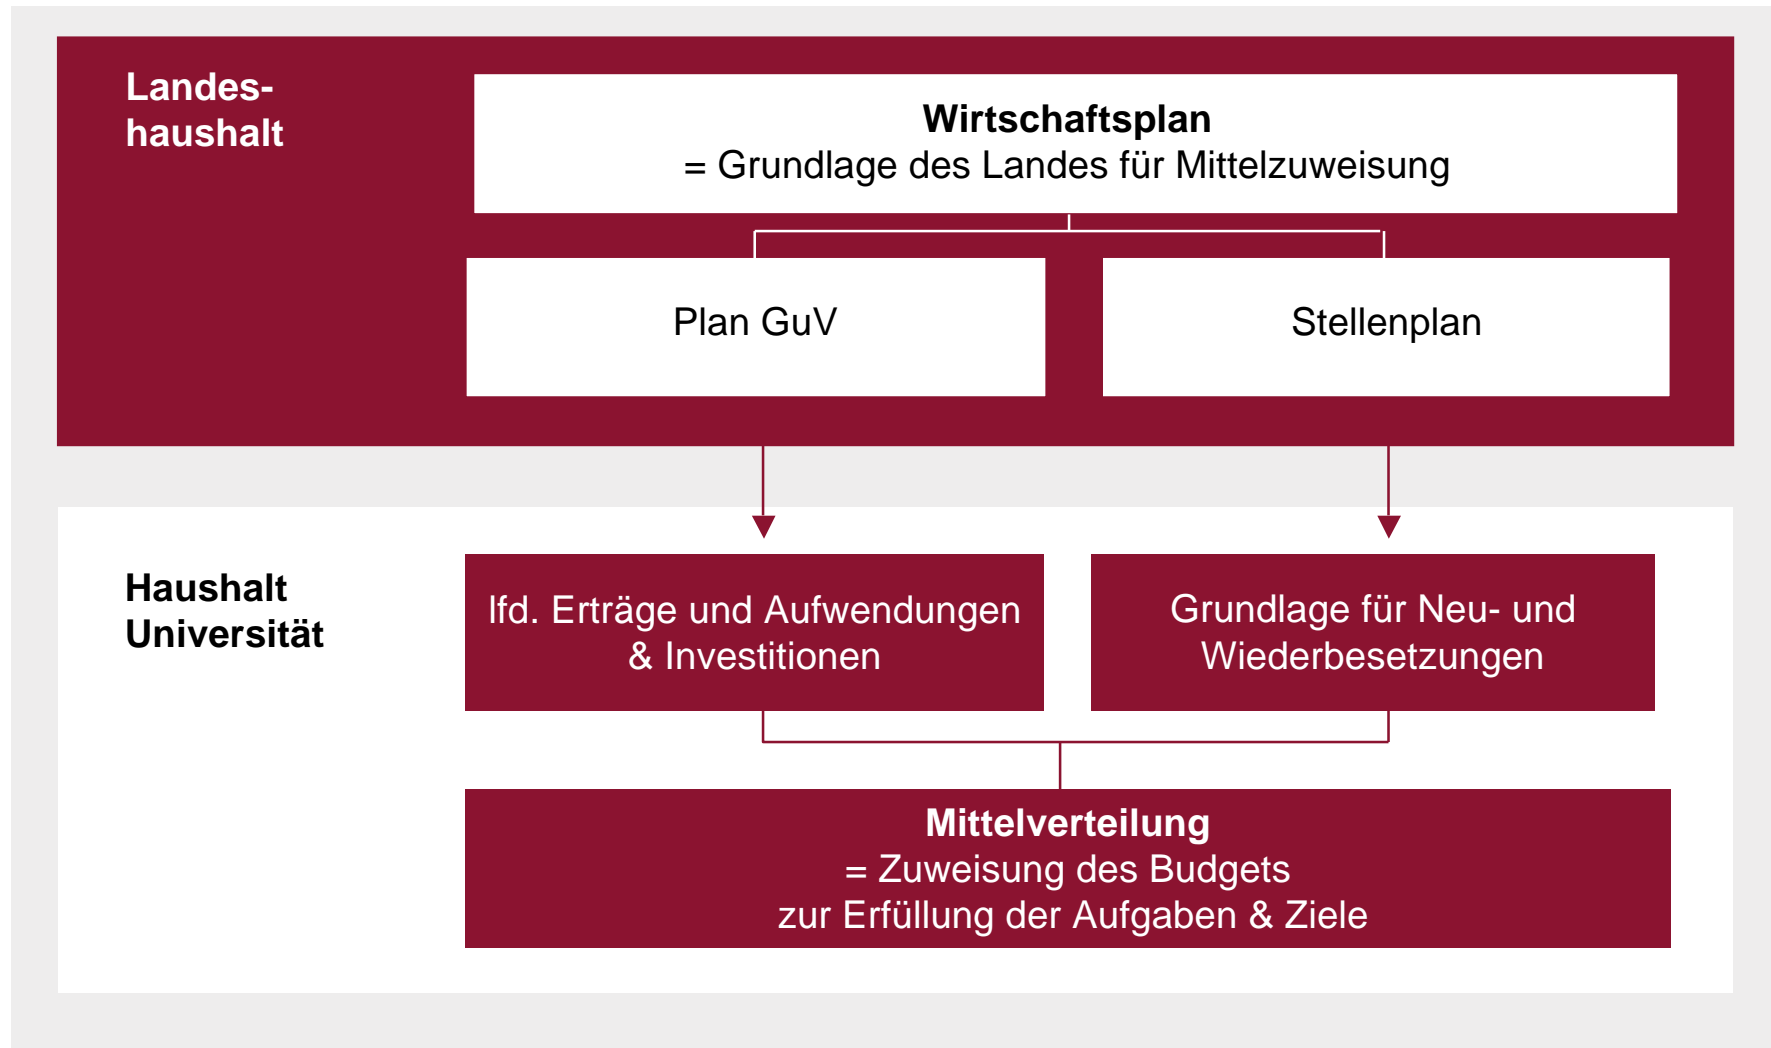 Landes-
haushalt
Wirtschaftsplan
= Grundlage des Landes für Mittelzuweisung
Plan GuV
Stellenplan
Haushalt
Universität
lfd. Erträge und Aufwendungen
& Investitionen
Grundlage für Neu- und
Wiederbesetzungen
Mittelverteilung
= Zuweisung des Budgets
zur Erfüllung der Aufgaben & Ziele